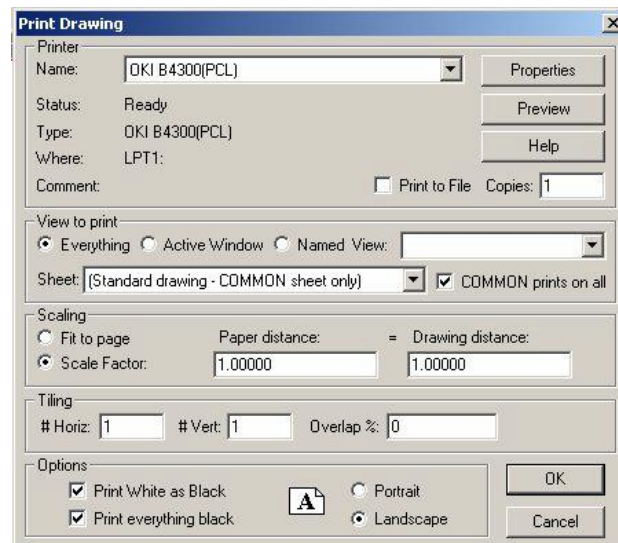 Print Drawing
Printer
Name: OKI B4300(PCL) Properties
Status: Ready Preview
Type: OKI B4300(PCL)
Where: LPT1: Help
Comment: Print to File Copies: 1
View to print
Everything Active Window Named View:
Sheet: (Standard drawing - COMMON sheet only) COMMON prints on all
Scaling
Fit to page Paper distance: = Drawing distance:
Scale Factor: 1.00000 1.00000
Tiling
# Horiz: 1 # Vert: 1 Overlap %: 0
Options
Print White as Black A Portrait OK
Print everything black Landscape Cancel